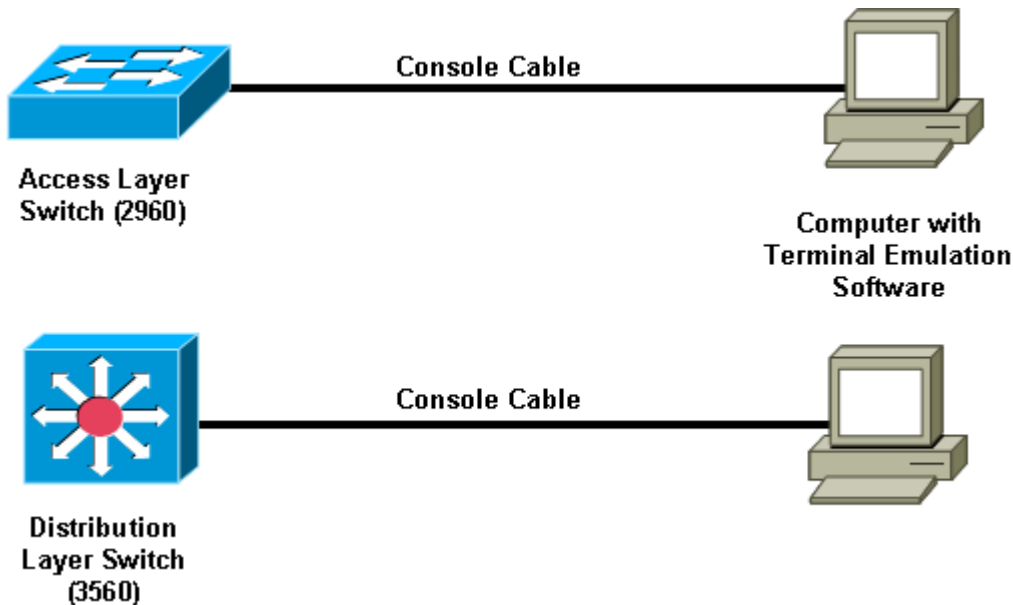 Console Cable
Access Layer
Switch (2960)
Computer with
Terminal Emulation
Software
Console Cable
Distribution
Layer Switch
(3560)